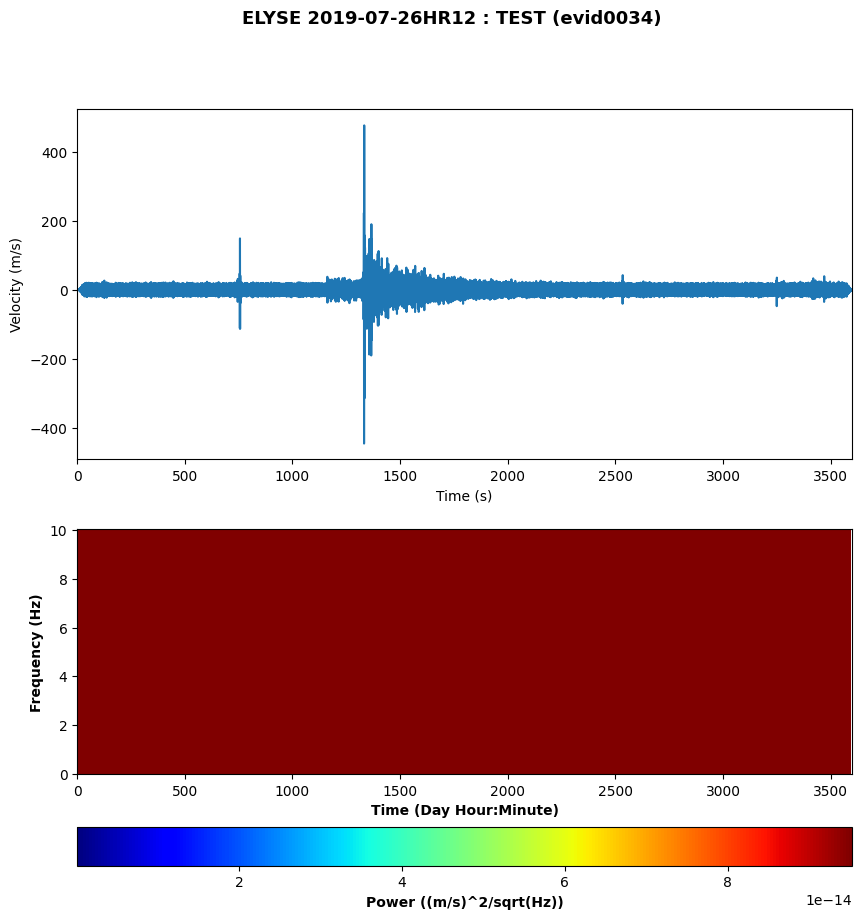 ELYSE 2019-07-26HR12 : TEST (evid0034)
400
200
0
−200
−400
Velocity (m/s)
0 500 1000 1500 2000 2500 3000 3500
Time (s)
10
8
6
4
2
0
Frequency (Hz)
0 500 1000 1500 2000 2500 3000 3500
Time (Day Hour:Minute)
2 4 6 8
1e−14
Power ((m/s)^2/sqrt(Hz))